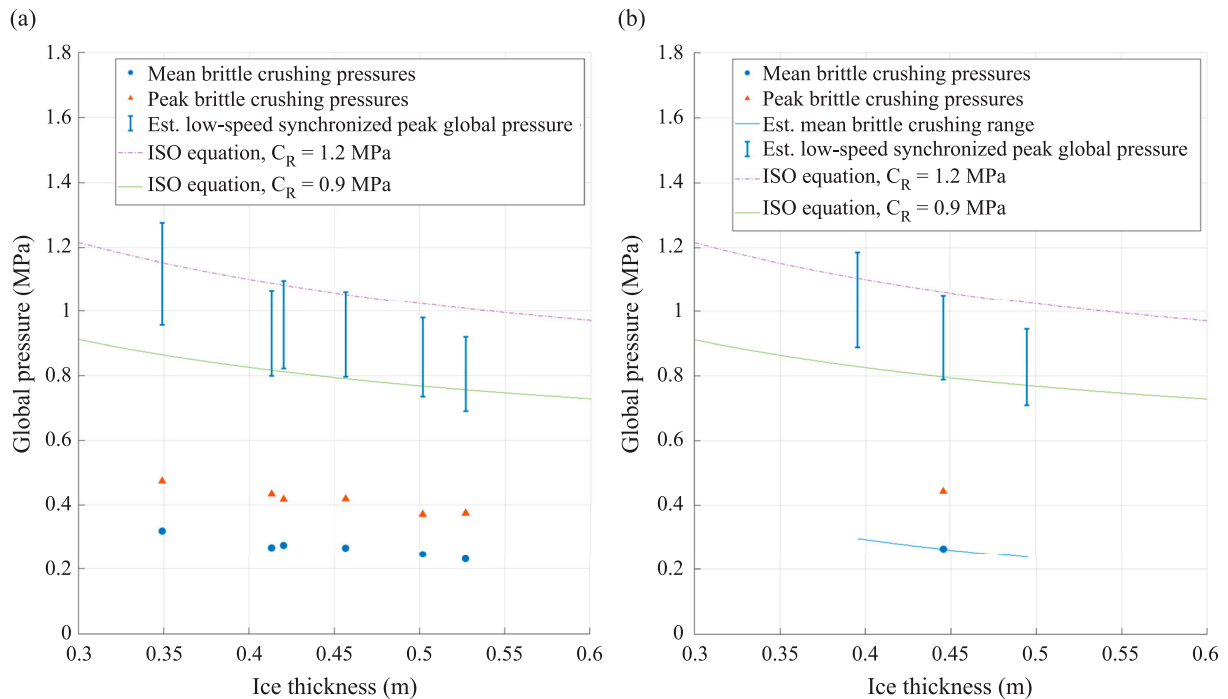 (a)
1.8
1.6
1.4
1.2
1
0.8
0.6
0.4
0.2
0
Global pressure (MPa)
Mean brittle crushing pressures
Peak brittle crushing pressures
Est. low-speed synchronized peak global pressure
ISO equation, C_R = 1.2 MPa
ISO equation, C_R = 0.9 MPa
0.3 0.35 0.4 0.45 0.5 0.55 0.6
Ice thickness (m)
(b)
1.8
1.6
1.4
1.2
1
0.8
0.6
0.4
0.2
0
Global pressure (MPa)
Mean brittle crushing pressures
Peak brittle crushing pressures
Est. mean brittle crushing range
Est. low-speed synchronized peak global pressure
ISO equation, C_R = 1.2 MPa
ISO equation, C_R = 0.9 MPa
0.3 0.35 0.4 0.45 0.5 0.55 0.6
Ice thickness (m)